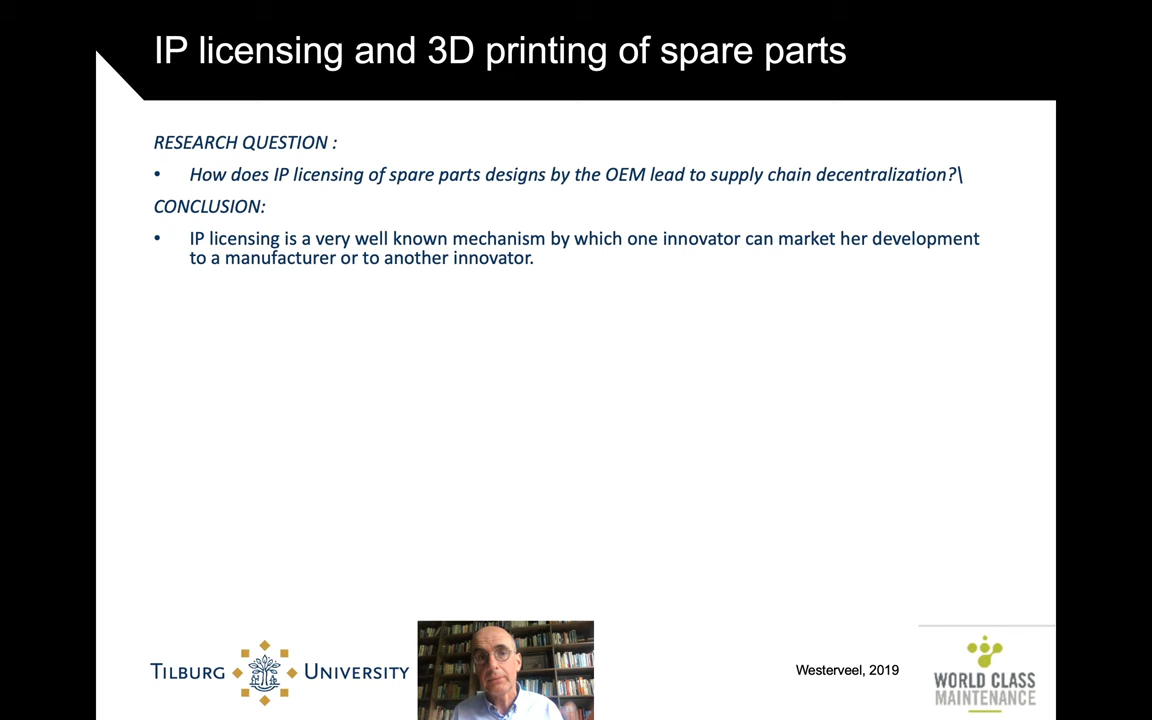 IP licensing and 3D printing of spare parts
RESEARCH QUESTION :
• How does IP licensing of spare parts designs by the OEM lead to supply chain decentralization?\
CONCLUSION:
• IP licensing is a very well known mechanism by which one innovator can market her development
to a manufacturer or to another innovator.
TILBURG UNIVERSITY
Westerveel, 2019
WORLD CLASS
MAINTENANCE